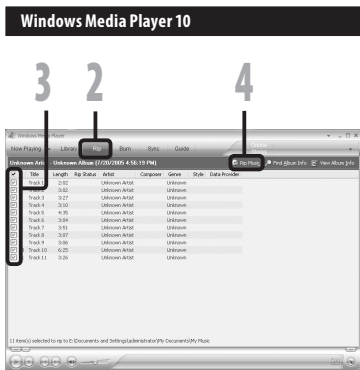 Windows Media Player 10
3 2 4
Windows Media Player
Now Playing Library Rip Burn Sync Guide
Unknown Artist - Unknown Album (7/20/2005 4:56:19 PM) Rip Music Find Album Info View Album Info
Title Length Rip Status Artist Composer Genre Style Data Provider
Track 1 2:02 Unknown Artist Unknown
Track 2 3:02 Unknown Artist Unknown
Track 3 3:27 Unknown Artist Unknown
Track 4 3:10 Unknown Artist Unknown
Track 5 4:35 Unknown Artist Unknown
Track 6 3:04 Unknown Artist Unknown
Track 7 3:51 Unknown Artist Unknown
Track 8 3:07 Unknown Artist Unknown
Track 9 3:06 Unknown Artist Unknown
Track 10 6:25 Unknown Artist Unknown
Track 11 3:26 Unknown Artist Unknown
11 item(s) selected to rip to E:\Documents and Settings\administrator\My Documents\My Music